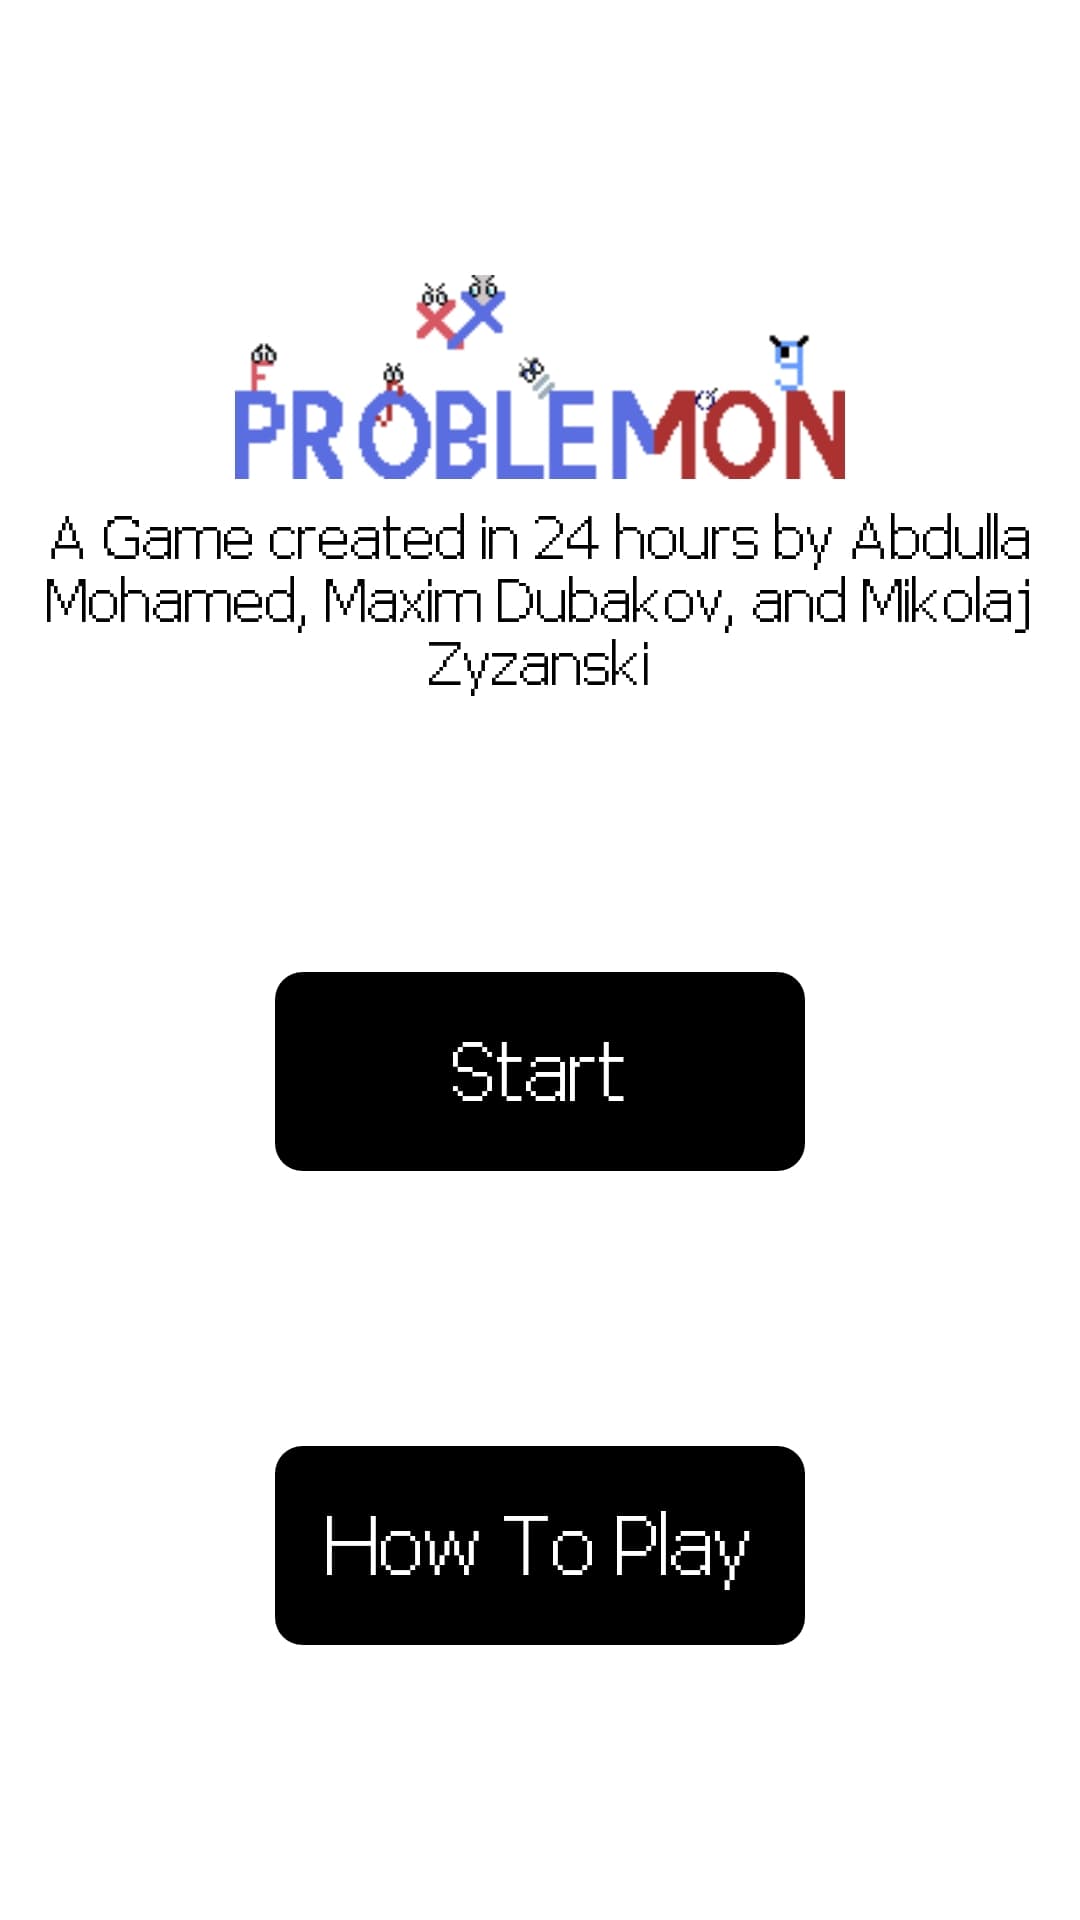 PROBLEMON
A Game created in 24 hours by Abdulla
Mohamed, Maxim Dubakov, and Mikolaj
Zyzanski
Start
How To Play